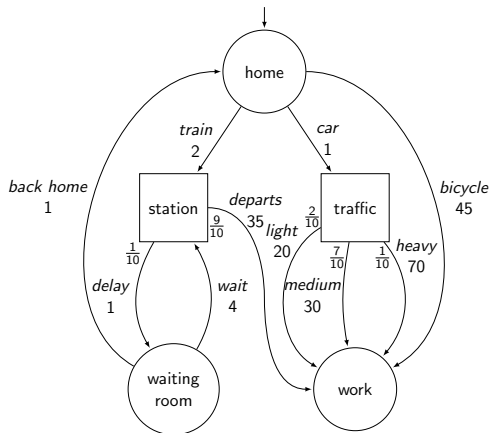 home
train
2
car
1
back home
1
bicycle
45
station
9/10
departs
35
traffic
2/10
light
20
7/10
medium
30
1/10
heavy
70
1/10
delay
1
wait
4
waiting
room
work